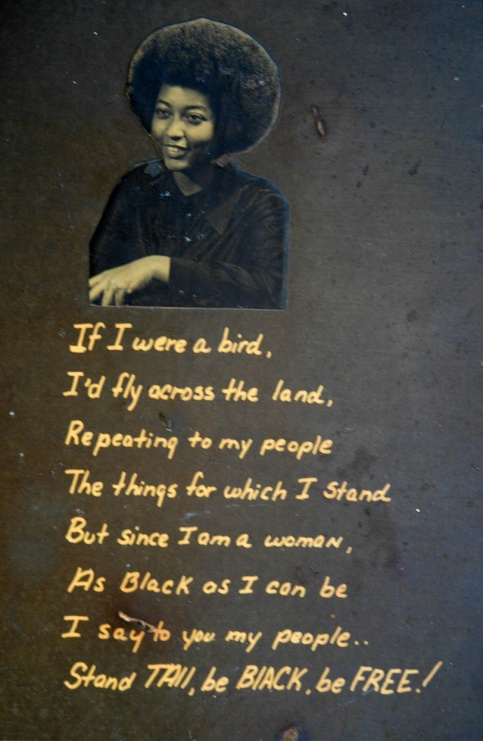 If I were a bird,
I'd fly across the land,
Repeating to my people
The things for which I Stand
But since I am a woman,
As Black as I can be
I say to you my people..
Stand TAll, be BlACK, be FREE!